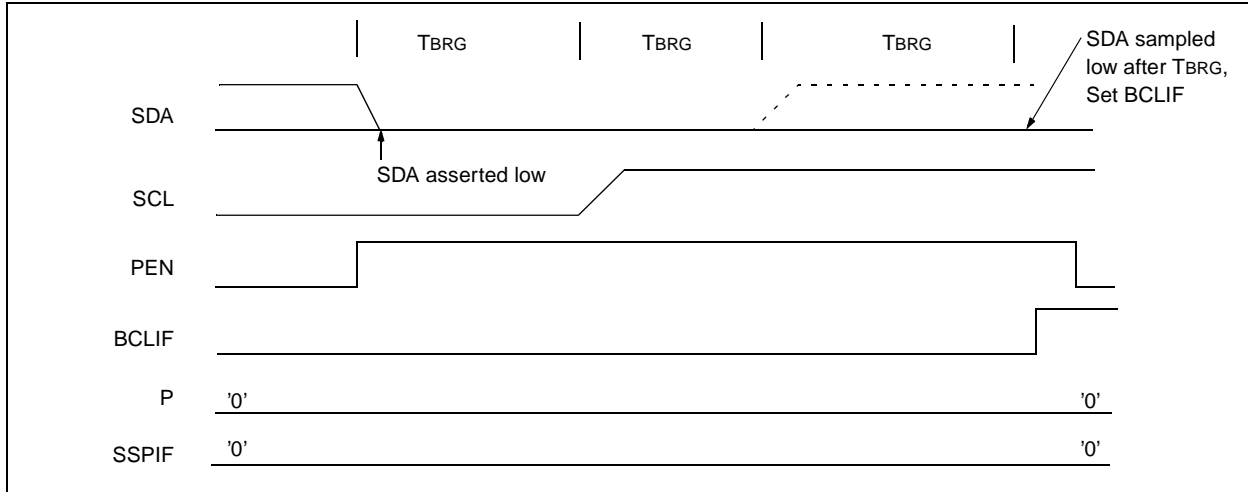 TBRG TBRG TBRG
SDA sampled
low after TBRG,
Set BCLIF
SDA
SDA asserted low
SCL
PEN
BCLIF
P '0' '0'
SSPIF '0' '0'